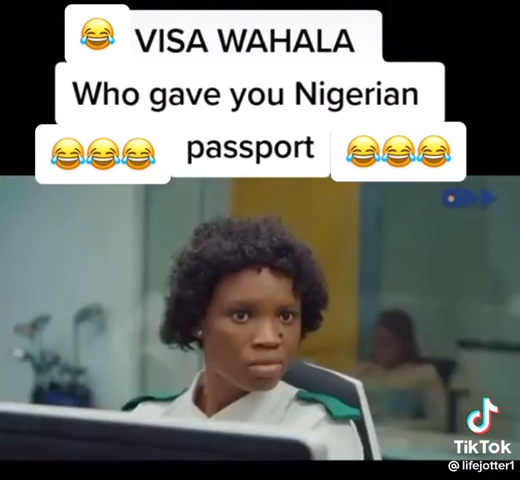 😂 VISA WAHALA
Who gave you Nigerian
😂😂😂 passport 😂😂😂
TikTok
@lifejotter1